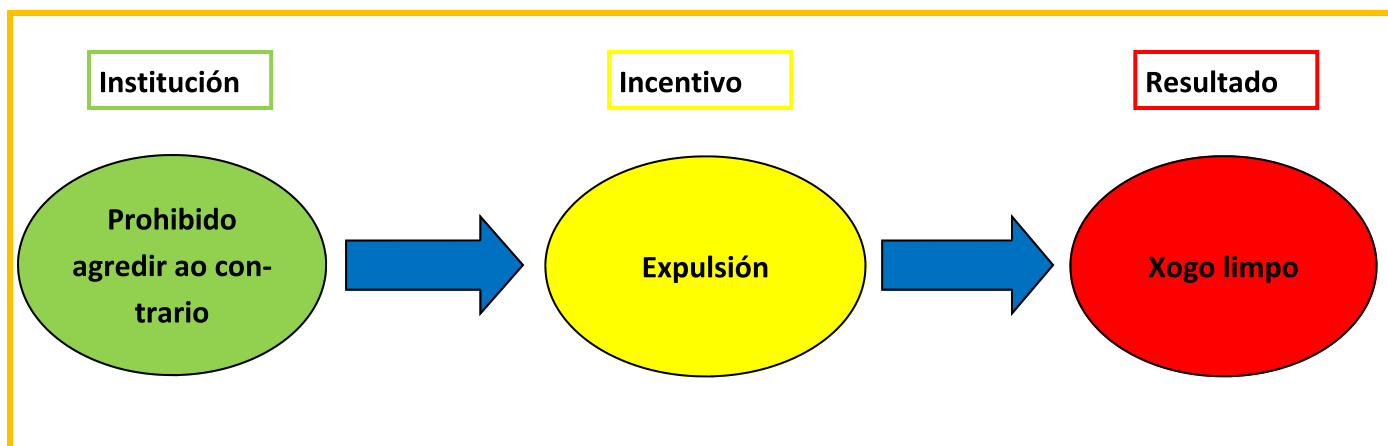 Institución
Incentivo
Resultado
Prohibido
agredir ao con-
trario
Expulsión
Xogo limpo